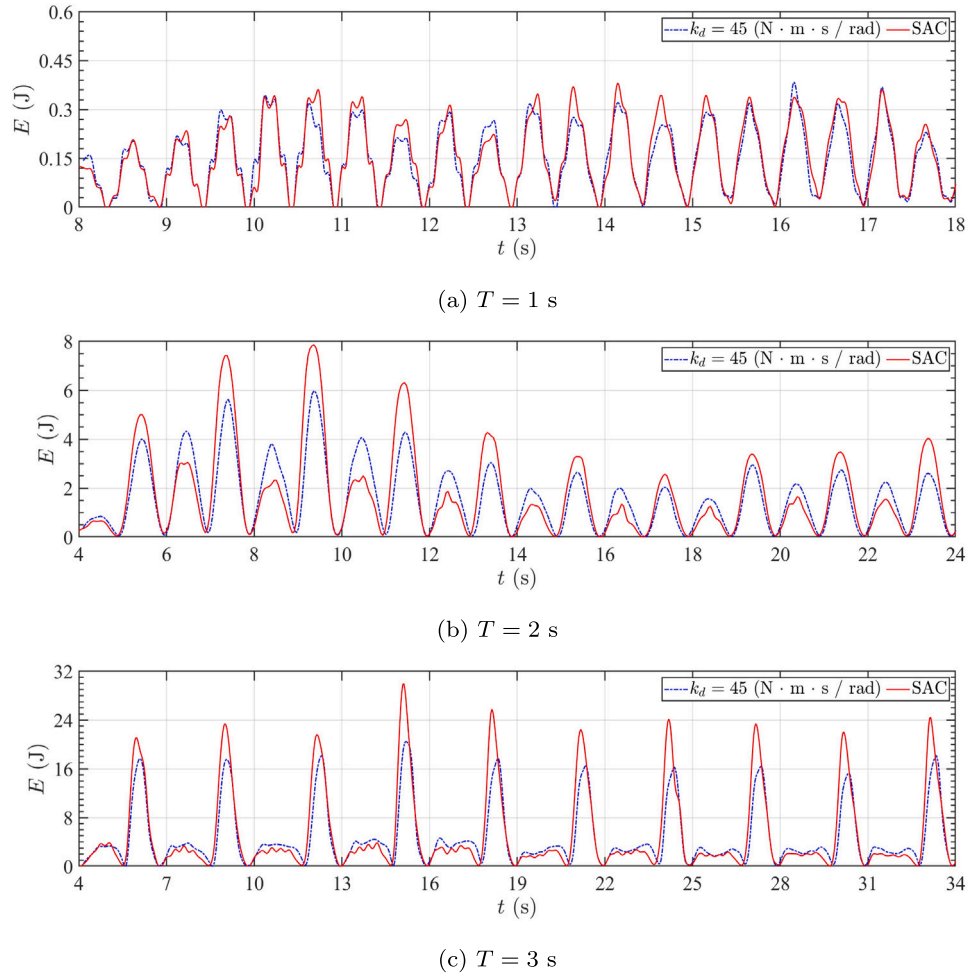 0.6
0.45
0.3
0.15
0
E (J)
k_d = 45 (N · m · s / rad) SAC
8 9 10 11 12 13 14 15 16 17 18
t (s)
(a) T = 1 s
8
6
4
2
0
E (J)
k_d = 45 (N · m · s / rad) SAC
4 6 8 10 12 14 16 18 20 22 24
t (s)
(b) T = 2 s
32
24
16
8
0
E (J)
k_d = 45 (N · m · s / rad) SAC
4 7 10 12 16 19 22 25 28 31 34
t (s)
(c) T = 3 s